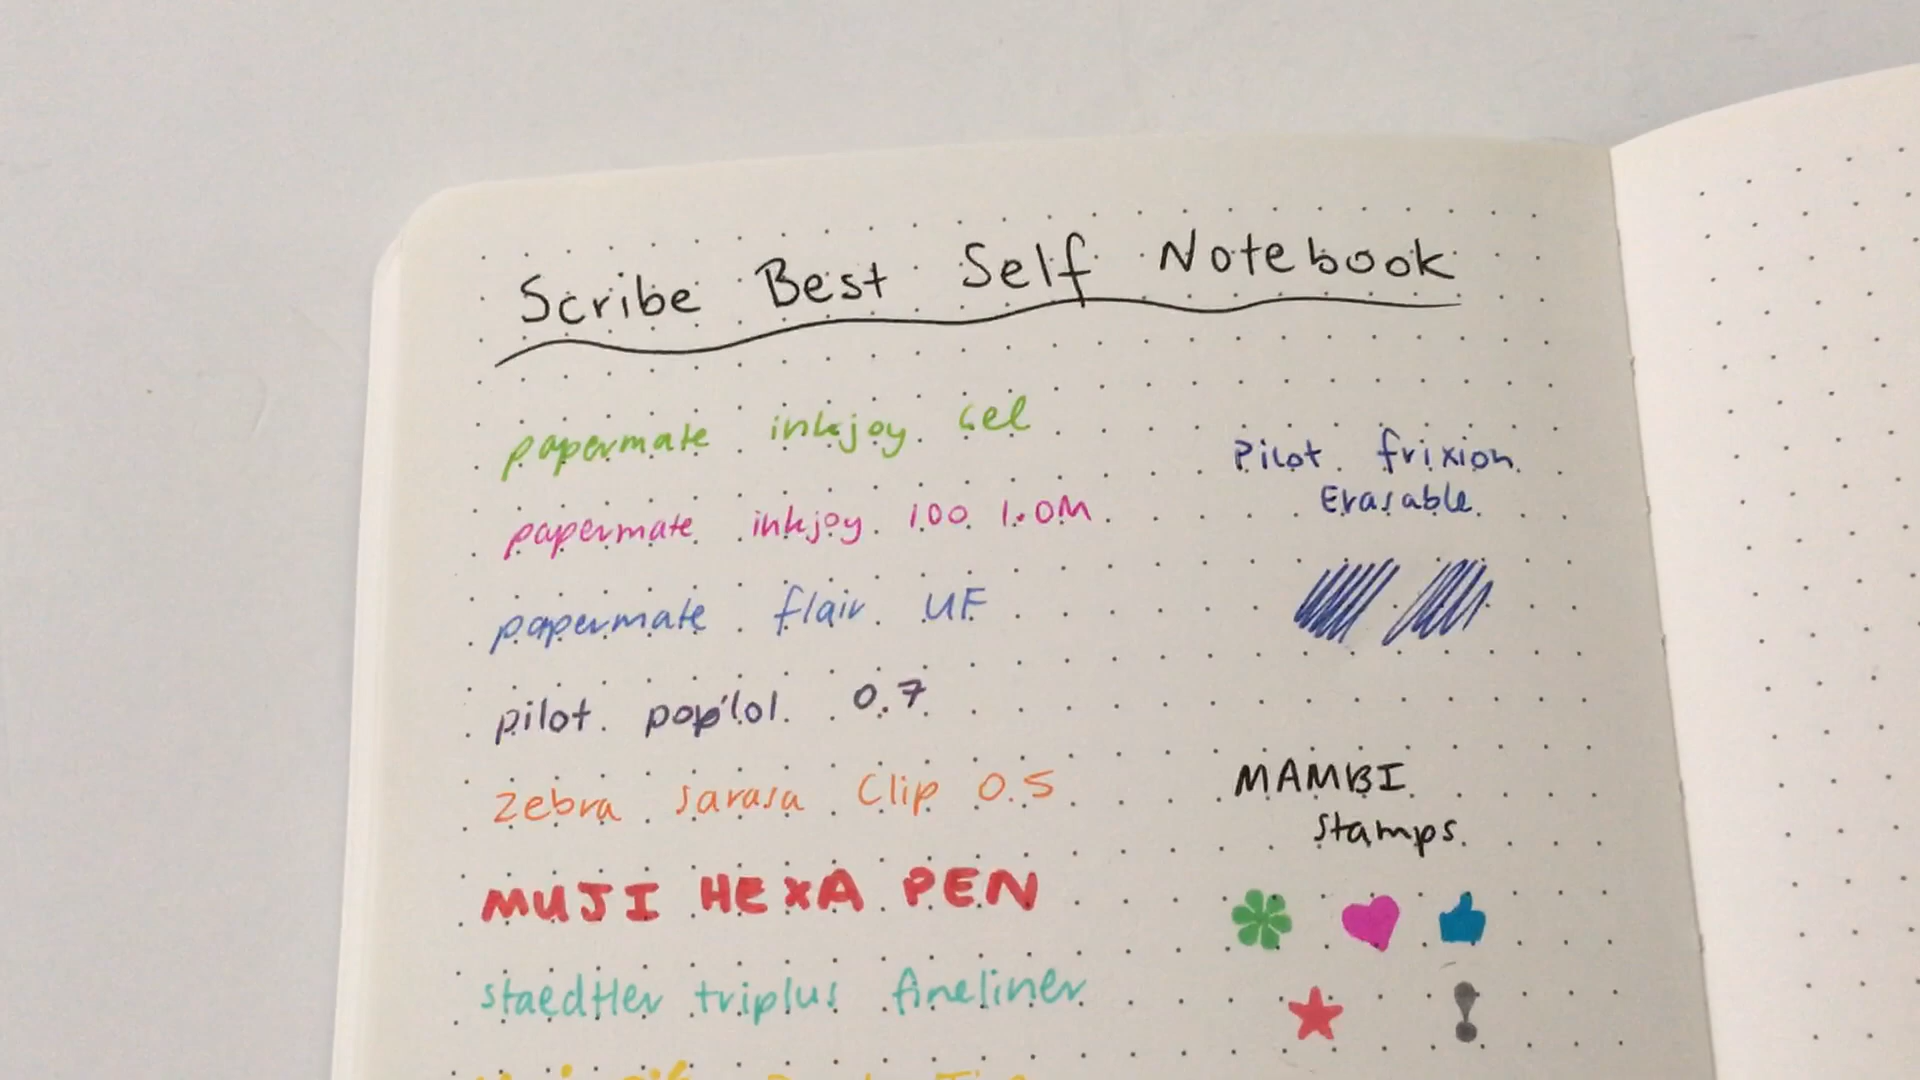 Scribe Best Self Notebook
papermate inkjoy Gel
papermate inkjoy 100 1.0M
papermate flair UF
pilot pop'lol 0.7
Zebra sarasa Clip 0.5
MUJI HEXA PEN
staedtler triplus fineliner
Pilot frixion
Erasable
MAMBI
Stamps